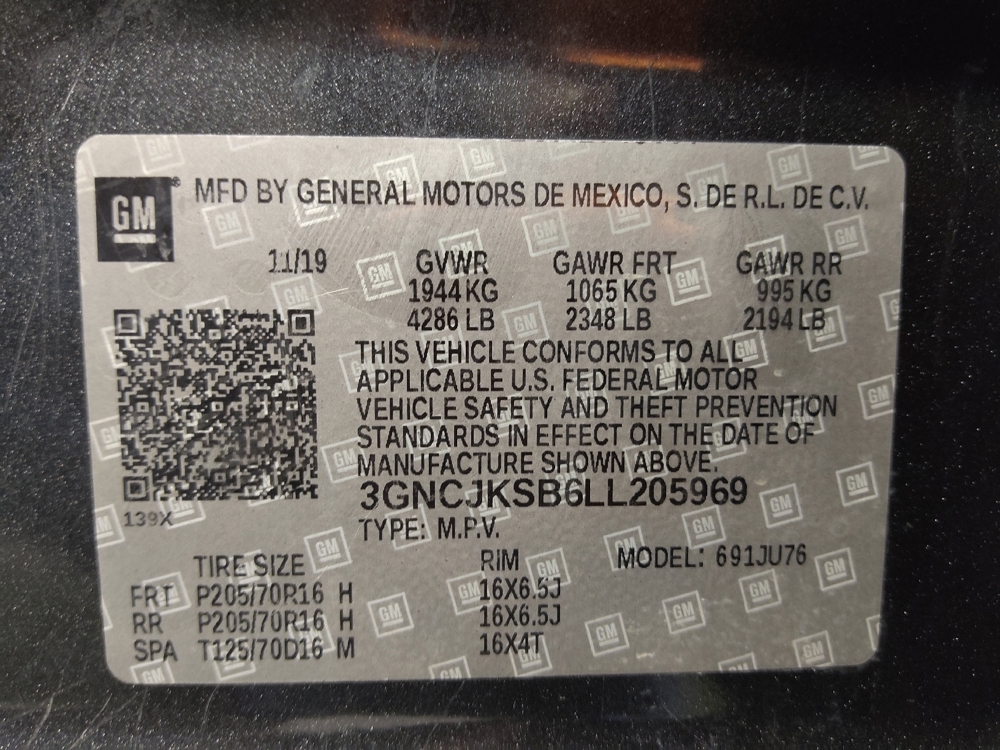 GM
MFD BY GENERAL MOTORS DE MEXICO, S. DE R.L. DE C.V.
11/19 GVWR GAWR FRT GAWR RR
1944 KG 1065 KG 995 KG
4286 LB 2348 LB 2194 LB
THIS VEHICLE CONFORMS TO ALL
APPLICABLE U.S. FEDERAL MOTOR
VEHICLE SAFETY AND THEFT PREVENTION
STANDARDS IN EFFECT ON THE DATE OF
MANUFACTURE SHOWN ABOVE.
3GNCJKSB6LL205969
139X
TYPE: M.P.V.
TIRE SIZE RIM MODEL: 691JU76
FRT P205/70R16 H 16X6.5J
RR P205/70R16 H 16X6.5J
SPA T125/70D16 M 16X4T